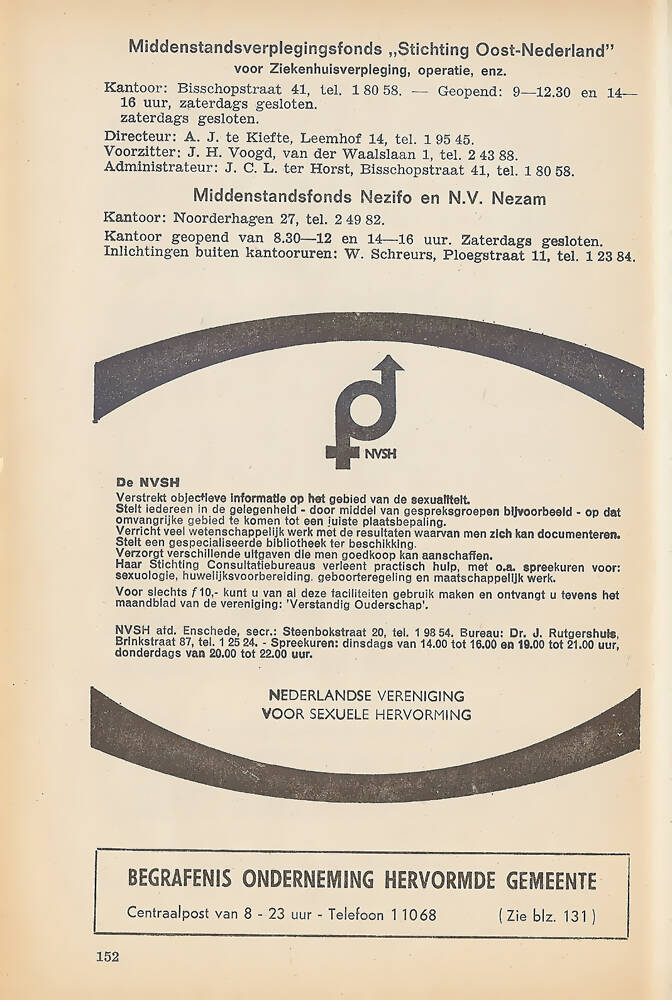 Middenstandsverplegingsfonds „Stichting Oost-Nederland”
voor Ziekenhuisverpleging, operatie, enz.
Kantoor: Bisschopstraat 41, tel. 1 80 58. — Geopend: 9—12.30 en 14—
16 uur, zaterdags gesloten.
zaterdags gesloten.
Directeur: A. J. te Kiefte, Leemhof 14, tel. 1 95 45.
Voorzitter: J. H. Voogd, van der Waalslaan 1, tel. 2 43 88.
Administrateur: J. C. L. ter Horst, Bisschopstraat 41, tel. 1 80 58.
Middenstandsfonds Nezifo en N.V. Nezam
Kantoor: Noorderhagen 27, tel. 2 49 82.
Kantoor geopend van 8.30—12 en 14—16 uur. Zaterdags gesloten.
Inlichtingen buiten kantooruren: W. Schreurs, Ploegstraat 11, tel. 1 23 84.
NVSH
De NVSH
Verstrekt objectieve informatie op het gebied van de sexualiteit.
Stelt iedereen in de gelegenheid - door middel van gespreksgroepen bijvoorbeeld - op dat
omvangrijke gebied te komen tot een juiste plaatsbepaling.
Verricht veel wetenschappelijk werk met de resultaten waarvan men zich kan documenteren.
Stelt een gespecialiseerde bibliotheek ter beschikking.
Verzorgt verschillende uitgaven die men goedkoop kan aanschaffen.
Haar Stichting Consultatiebureaus verleent practisch hulp, met o.a. spreekuren voor:
sexuologie, huwelijksvoorbereiding, geboorteregeling en maatschappelijk werk.
Voor slechts ƒ 10,- kunt u van al deze faciliteiten gebruik maken en ontvangt u tevens het
maandblad van de vereniging: 'Verstandig Ouderschap'.
NVSH afd. Enschede, secr.: Steenbokstraat 20, tel. 1 98 54. Bureau: Dr. J. Rutgershuis,
Brinkstraat 87, tel. 1 25 24. - Spreekuren: dinsdags van 14.00 tot 16.00 en 19.00 tot 21.00 uur,
donderdags van 20.00 tot 22.00 uur.
NEDERLANDSE VERENIGING
VOOR SEXUELE HERVORMING
BEGRAFENIS ONDERNEMING HERVORMDE GEMEENTE
Centraalpost van 8 - 23 uur - Telefoon 11068 (Zie blz. 131)
152